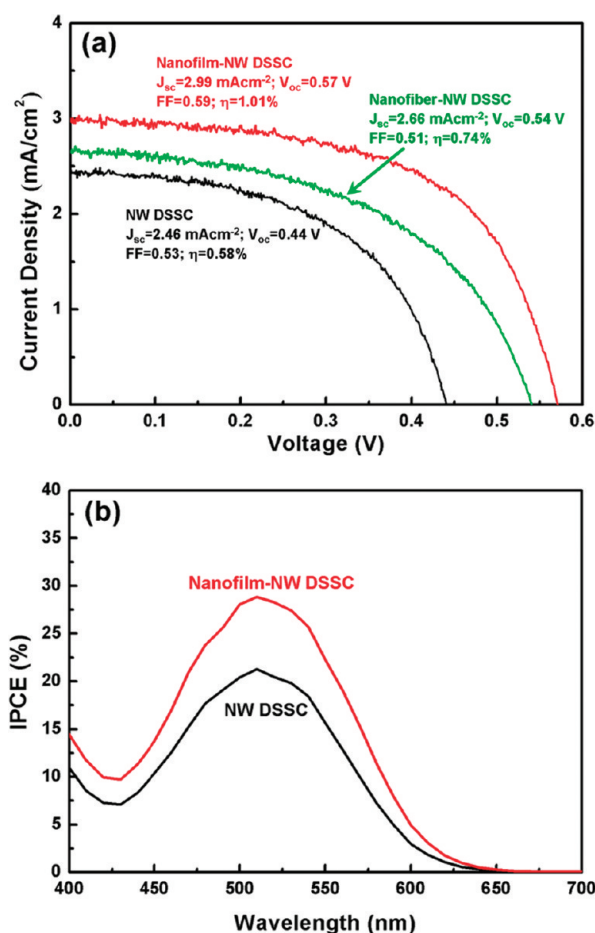 (a)
Nanofilm-NW DSSC
Jsc=2.99 mAcm-2; Voc=0.57 V
FF=0.59; η=1.01%
Nanofiber-NW DSSC
Jsc=2.66 mAcm-2; Voc=0.54 V
FF=0.51; η=0.74%
NW DSSC
Jsc=2.46 mAcm-2; Voc=0.44 V
FF=0.53; η=0.58%
Current Density (mA/cm2)
4
3
2
1
0
0.0 0.1 0.2 0.3 0.4 0.5 0.6
Voltage (V)
(b)
Nanofilm-NW DSSC
NW DSSC
IPCE (%)
40
35
30
25
20
15
10
5
0
400 450 500 550 600 650 700
Wavelength (nm)